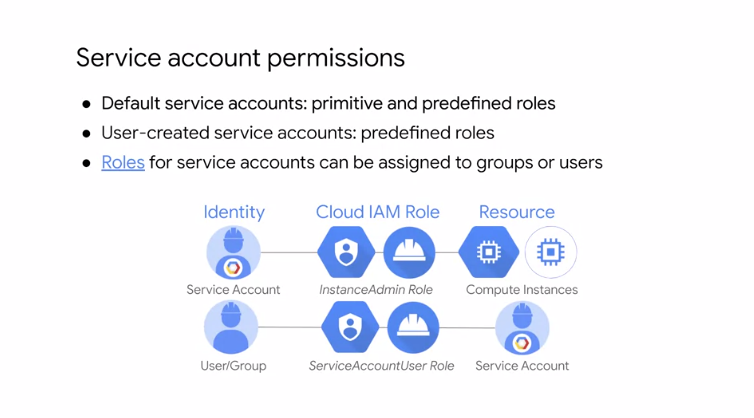 Service account permissions
● Default service accounts: primitive and predefined roles
● User-created service accounts: predefined roles
● Roles for service accounts can be assigned to groups or users
Identity Cloud IAM Role Resource
Service Account InstanceAdmin Role Compute Instances
User/Group ServiceAccountUser Role Service Account